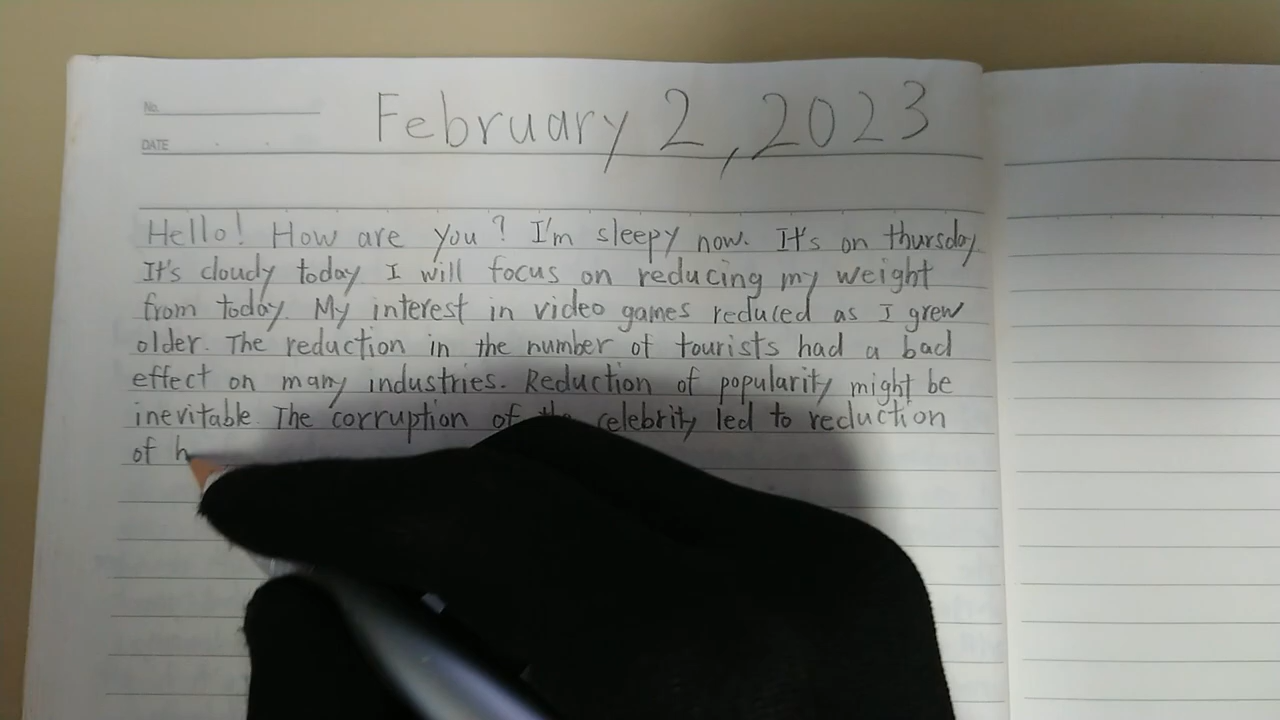 No.
DATE
February 2, 2023
Hello! How are you? I'm sleepy now. It's on thursday
It's cloudy today I will focus on reducing my weight
from today. My interest in video games reduced as I grew
older. The reduction in the number of tourists had a bad
effect on many industries. Reduction of popularity might be
inevitable. The corruption of the celebrity led to reduction
of h